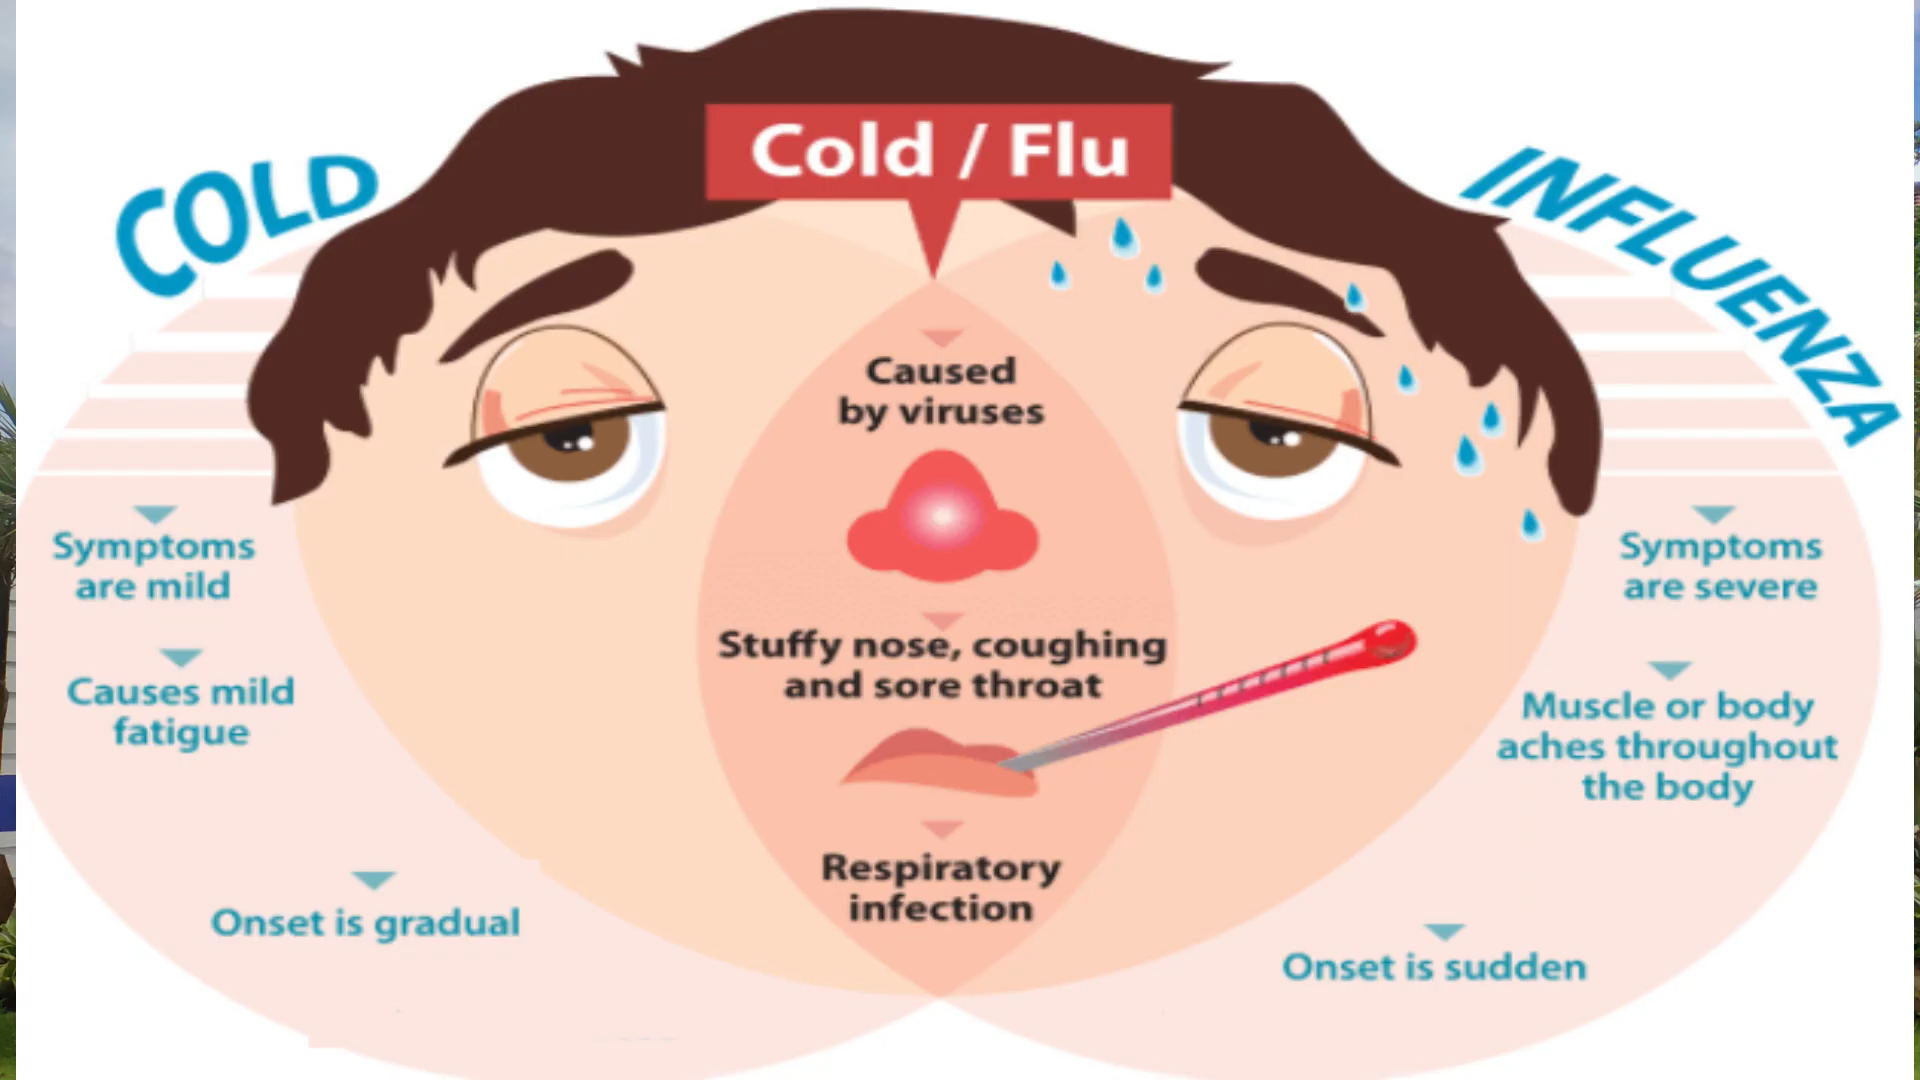 Cold / Flu
COLD
INFLUENZA
Caused
by viruses
Symptoms
are mild
Symptoms
are severe
Stuffy nose, coughing
and sore throat
Causes mild
fatigue
Muscle or body
aches throughout
the body
Respiratory
infection
Onset is gradual
Onset is sudden